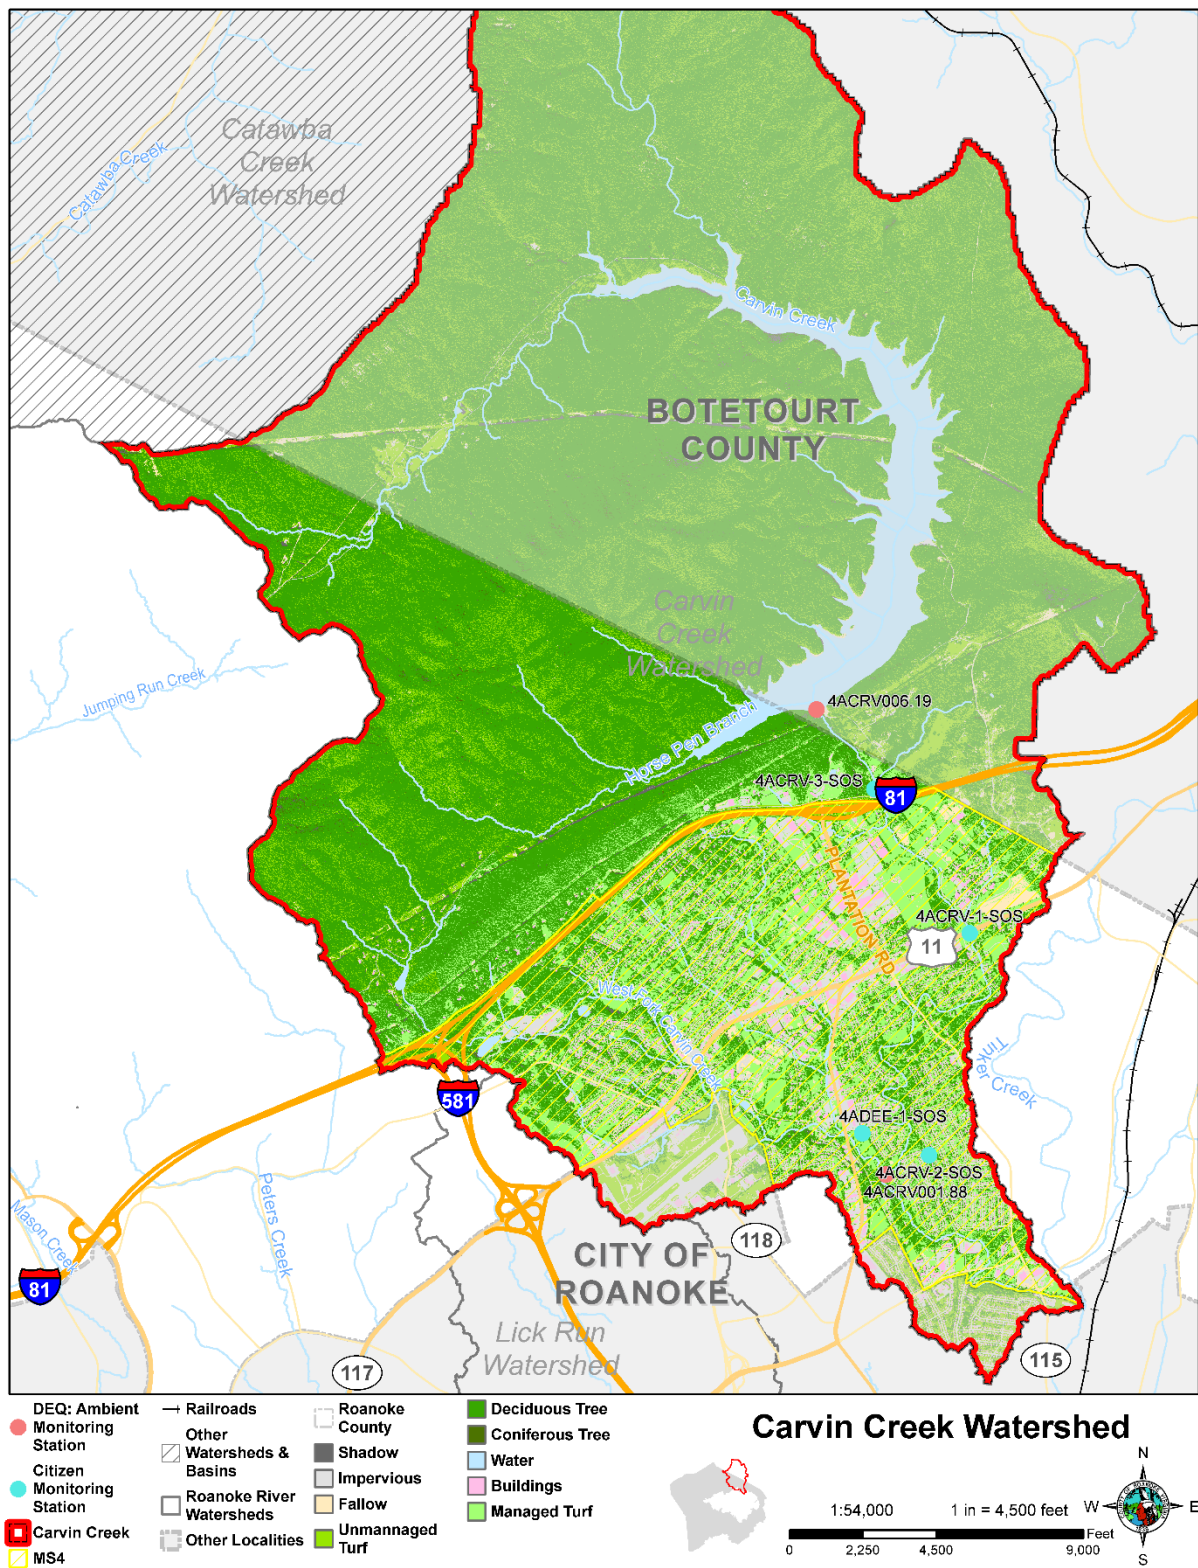 Catawba
Creek
Watershed
Catawba Creek
Carvin Creek
BOTETOURT
COUNTY
Carvin
Creek
Watershed
Jumping Run Creek
Horse Pen Branch
4ACRV006.19
4ACRV-3-SOS
81
PLANTATION RD
4ACRV-1-SOS
11
West Fork Carvin Creek
Tinker Creek
581
4ADEE-1-SOS
4ACRV-2-SOS
4ACRV001.88
Peters Creek
Mason Creek
81
118
CITY OF
ROANOKE
Lick Run
Watershed
117
115
DEQ: Ambient
Monitoring
Station
Citizen
Monitoring
Station
Carvin Creek
MS4
Railroads
Other
Watersheds &
Basins
Roanoke River
Watersheds
Other Localities
Roanoke
County
Shadow
Impervious
Fallow
Unmannaged
Turf
Deciduous Tree
Coniferous Tree
Water
Buildings
Managed Turf
Carvin Creek Watershed
1:54,000 1 in = 4,500 feet
Feet
0 2,250 4,500 9,000
N
W E
S